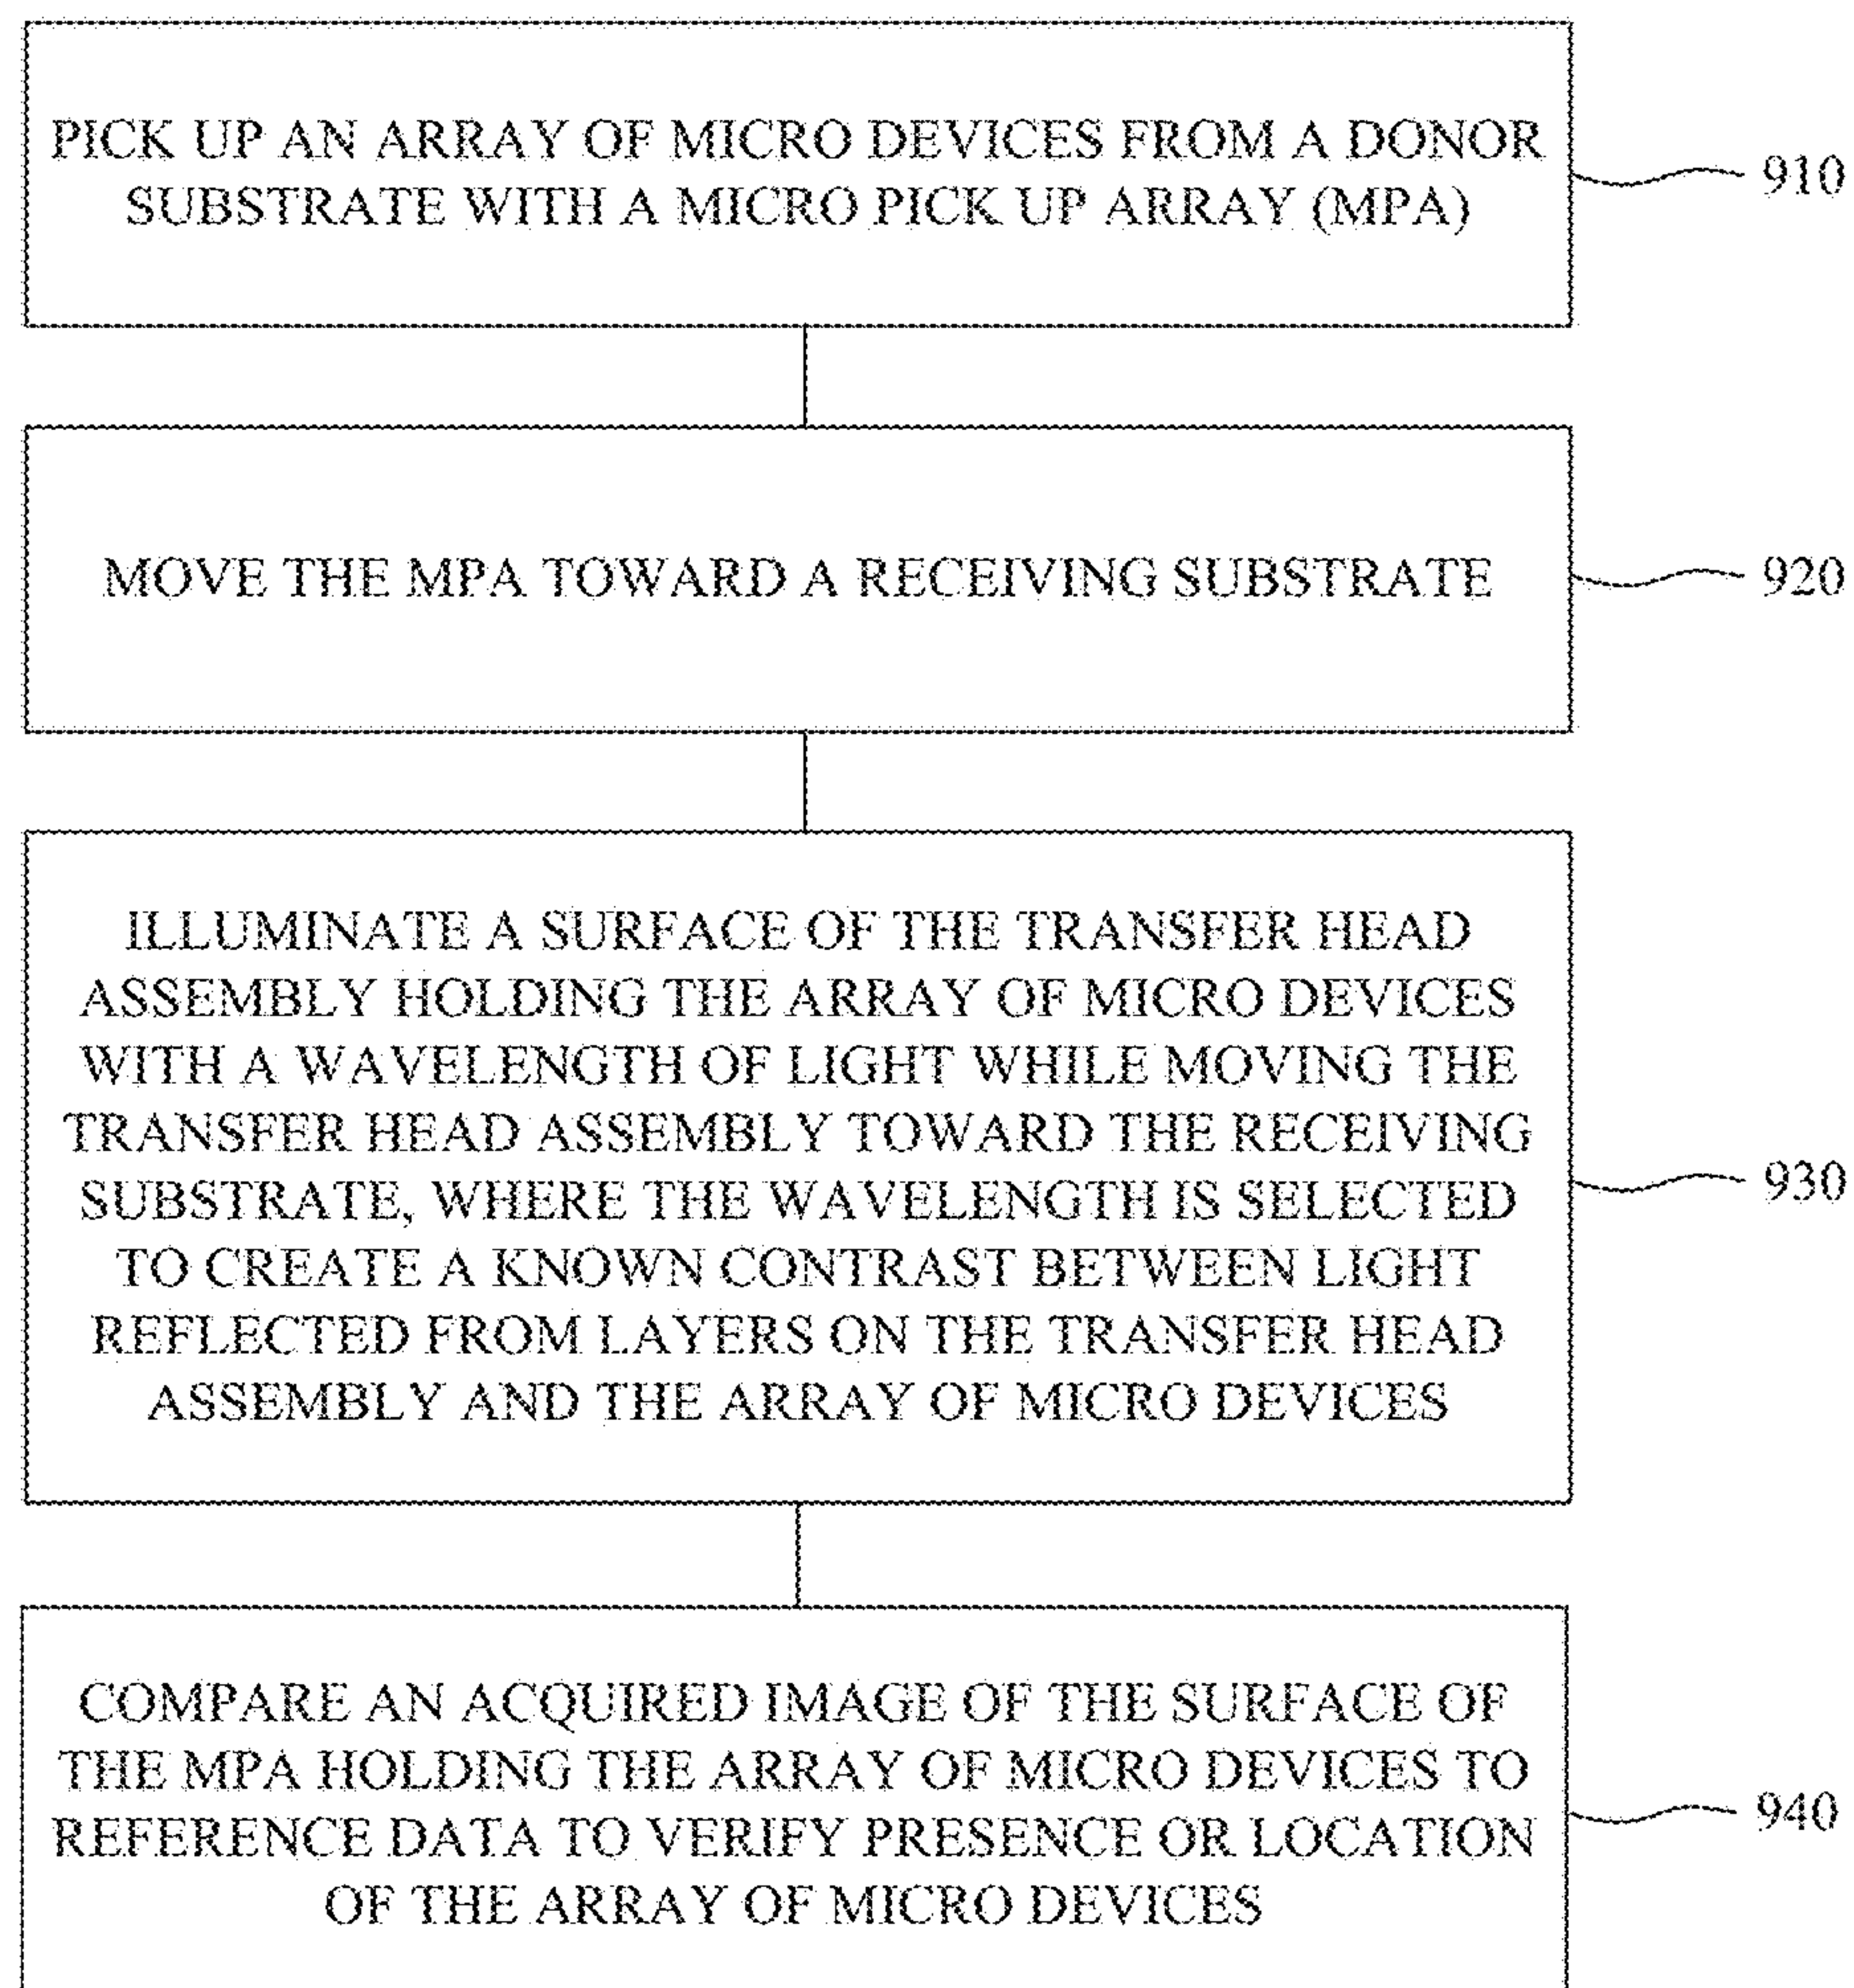 PICK UP AN ARRAY OF MICRO DEVICES FROM A DONOR
SUBSTRATE WITH A MICRO PICK UP ARRAY (MPA)
910
MOVE THE MPA TOWARD A RECEIVING SUBSTRATE
920
ILLUMINATE A SURFACE OF THE TRANSFER HEAD
ASSEMBLY HOLDING THE ARRAY OF MICRO DEVICES
WITH A WAVELENGTH OF LIGHT WHILE MOVING THE
TRANSFER HEAD ASSEMBLY TOWARD THE RECEIVING
SUBSTRATE, WHERE THE WAVELENGTH IS SELECTED
TO CREATE A KNOWN CONTRAST BETWEEN LIGHT
REFLECTED FROM LAYERS ON THE TRANSFER HEAD
ASSEMBLY AND THE ARRAY OF MICRO DEVICES
930
COMPARE AN ACQUIRED IMAGE OF THE SURFACE OF
THE MPA HOLDING THE ARRAY OF MICRO DEVICES TO
REFERENCE DATA TO VERIFY PRESENCE OR LOCATION
OF THE ARRAY OF MICRO DEVICES
940